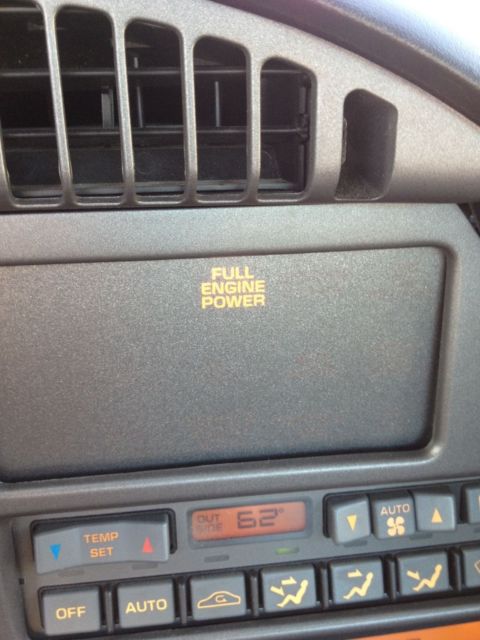 FULL
ENGINE
POWER
OUT
SIDE 62°
AUTO
TEMP
SET
OFF
AUTO